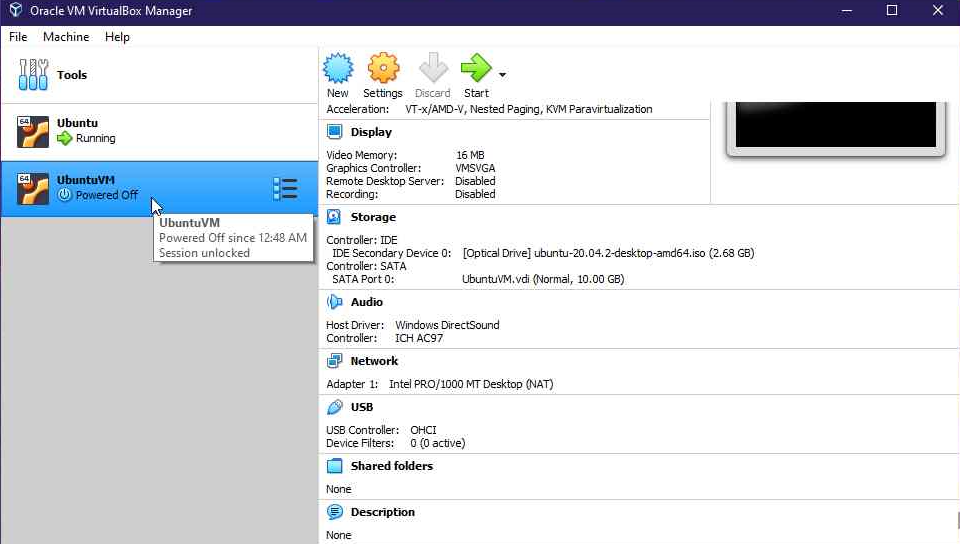 Oracle VM VirtualBox Manager
File Machine Help
Tools
New Settings Discard Start
64 Ubuntu
Running
64 UbuntuVM
Powered Off
UbuntuVM
Powered Off since 12:48 AM
Session unlocked
Acceleration: VT-x/AMD-V, Nested Paging, KVM Paravirtualization
Display
Video Memory: 16 MB
Graphics Controller: VMSVGA
Remote Desktop Server: Disabled
Recording: Disabled
Storage
Controller: IDE
IDE Secondary Device 0: [Optical Drive] ubuntu-20.04.2-desktop-amd64.iso (2.68 GB)
Controller: SATA
SATA Port 0: UbuntuVM.vdi (Normal, 10.00 GB)
Audio
Host Driver: Windows DirectSound
Controller: ICH AC97
Network
Adapter 1: Intel PRO/1000 MT Desktop (NAT)
USB
USB Controller: OHCI
Device Filters: 0 (0 active)
Shared folders
None
Description
None